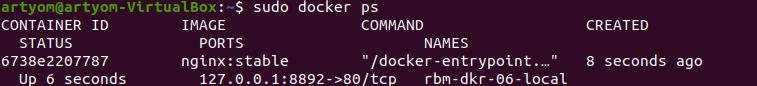 artyom@artyom-VirtualBox:~$ sudo docker ps
CONTAINER ID   IMAGE   COMMAND   CREATED
STATUS   PORTS   NAMES
6738e2207787   nginx:stable   "/docker-entrypoint.…"   8 seconds ago
Up 6 seconds   127.0.0.1:8892->80/tcp   rbm-dkr-06-local